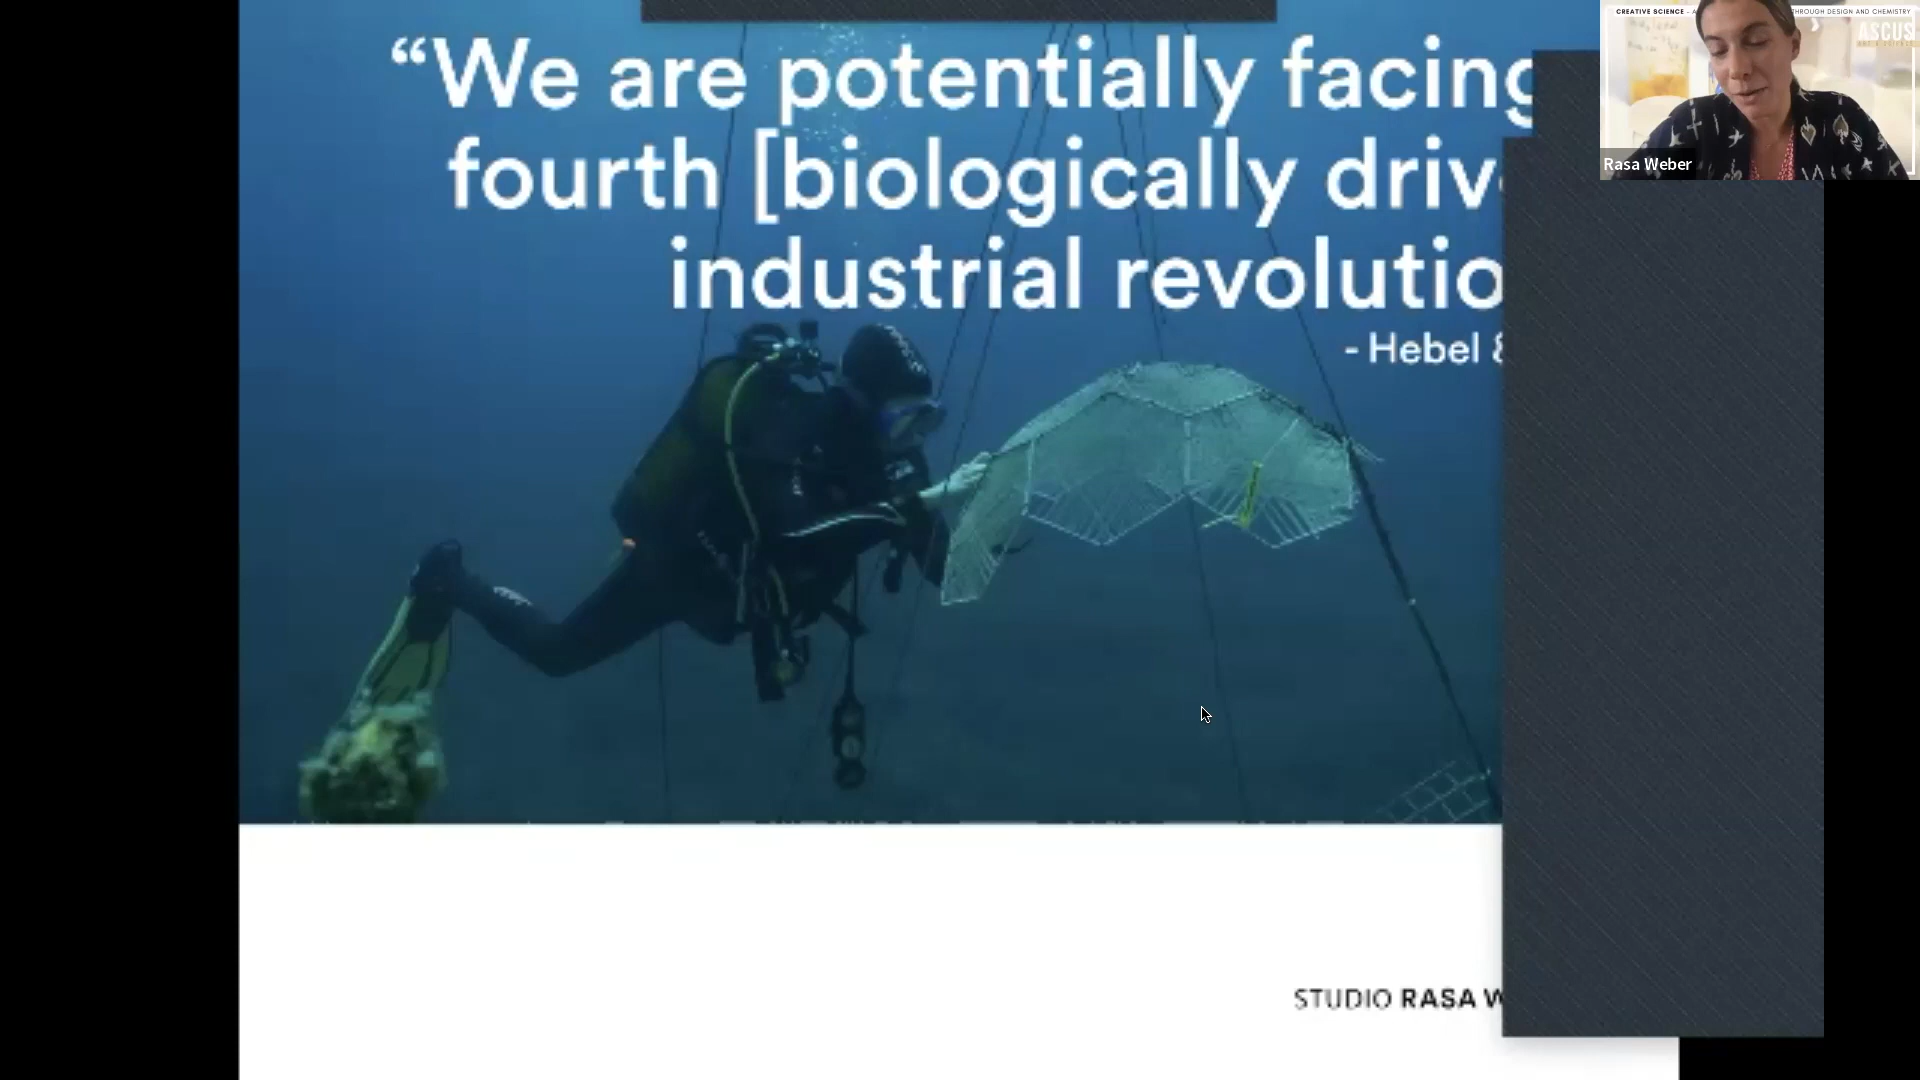 “We are potentially facing
fourth [biologically driv
industrial revolutio
- Hebel &
STUDIO RASA W
CREATIVE SCIENCE - A
THROUGH DESIGN AND CHEMISTRY
ASCUS
Rasa Weber